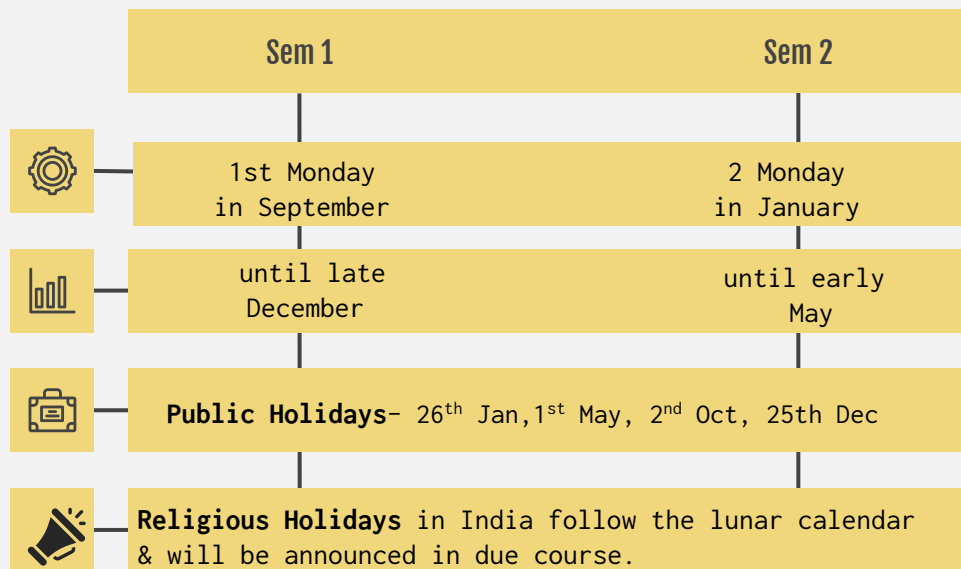 Sem 1
Sem 2
1st Monday
in September
2 Monday
in January
until late
December
until early
May
Public Holidays- 26th Jan,1st May, 2nd Oct, 25th Dec
Religious Holidays in India follow the lunar calendar
& will be announced in due course.